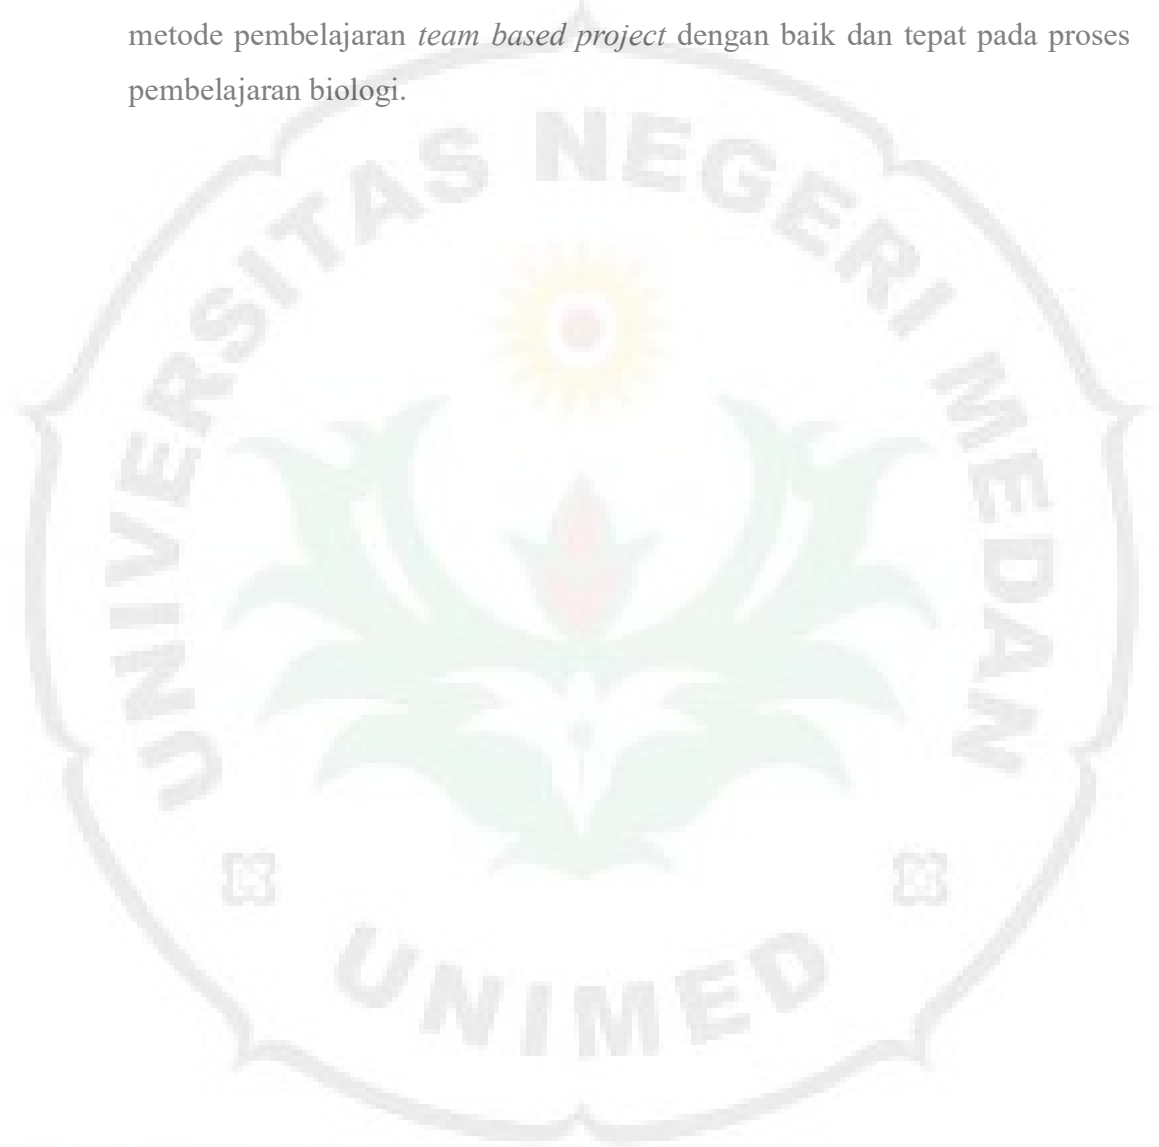 metode pembelajaran team based project dengan baik dan tepat pada proses
pembelajaran biologi.
UNIVERSITAS NEGERI MEDAN
UNIMED